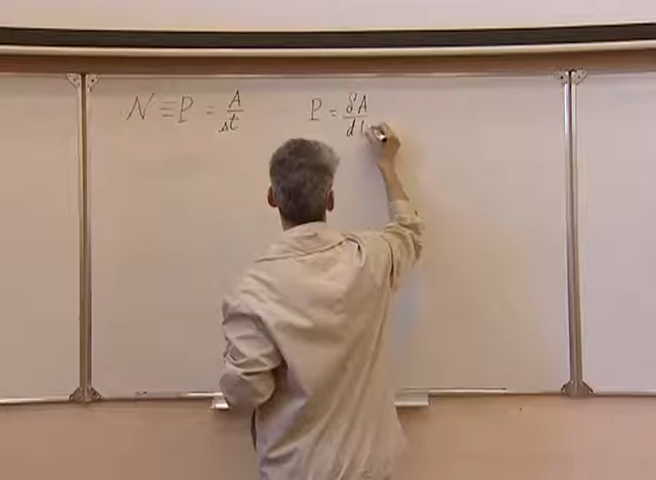 N ≡ P = A/Δt
P = δA/dt